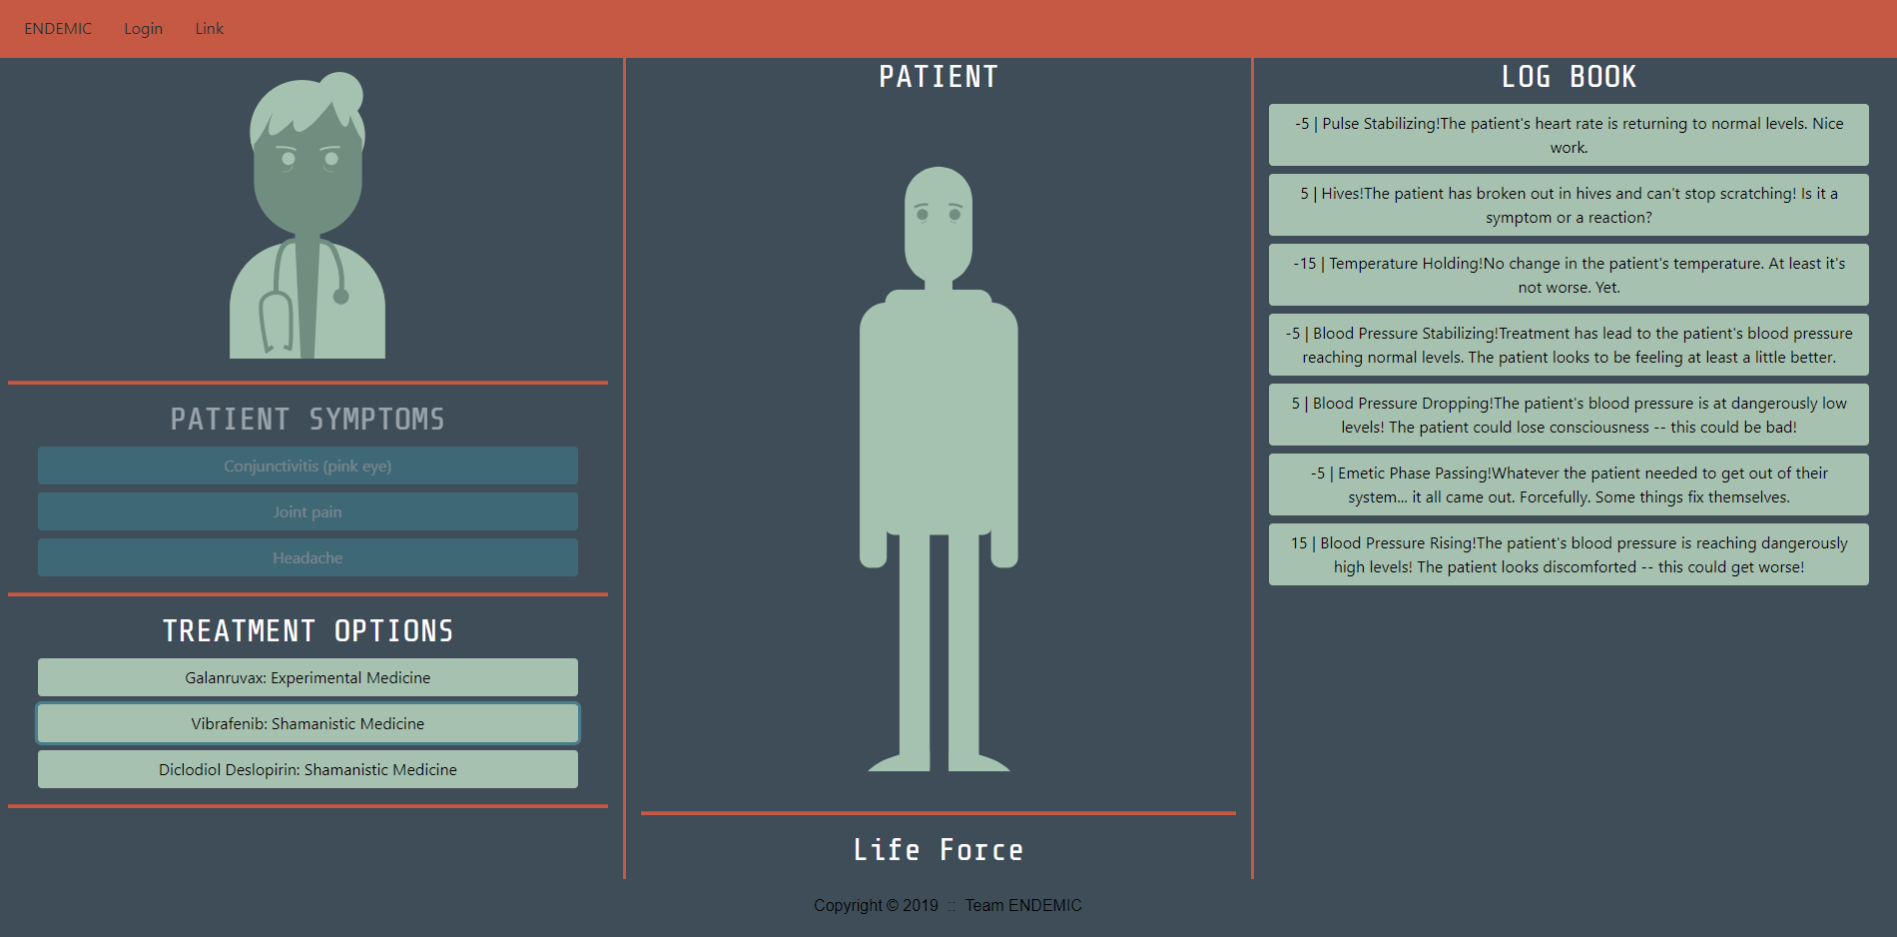 ENDEMIC Login Link
PATIENT SYMPTOMS
Conjunctivitis (pink eye)
Joint pain
Headache
TREATMENT OPTIONS
Galanruvax: Experimental Medicine
Vibrafenib: Shamanistic Medicine
Diclodiol Deslopirin: Shamanistic Medicine
PATIENT
Life Force
LOG BOOK
-5 | Pulse Stabilizing!The patient's heart rate is returning to normal levels. Nice
work.
5 | Hives!The patient has broken out in hives and can't stop scratching! Is it a
symptom or a reaction?
-15 | Temperature Holding!No change in the patient's temperature. At least it's
not worse. Yet.
-5 | Blood Pressure Stabilizing!Treatment has lead to the patient's blood pressure
reaching normal levels. The patient looks to be feeling at least a little better.
5 | Blood Pressure Dropping!The patient's blood pressure is at dangerously low
levels! The patient could lose consciousness -- this could be bad!
-5 | Emetic Phase Passing!Whatever the patient needed to get out of their
system... it all came out. Forcefully. Some things fix themselves.
15 | Blood Pressure Rising!The patient's blood pressure is reaching dangerously
high levels! The patient looks discomforted -- this could get worse!
Copyright © 2019 :: Team ENDEMIC